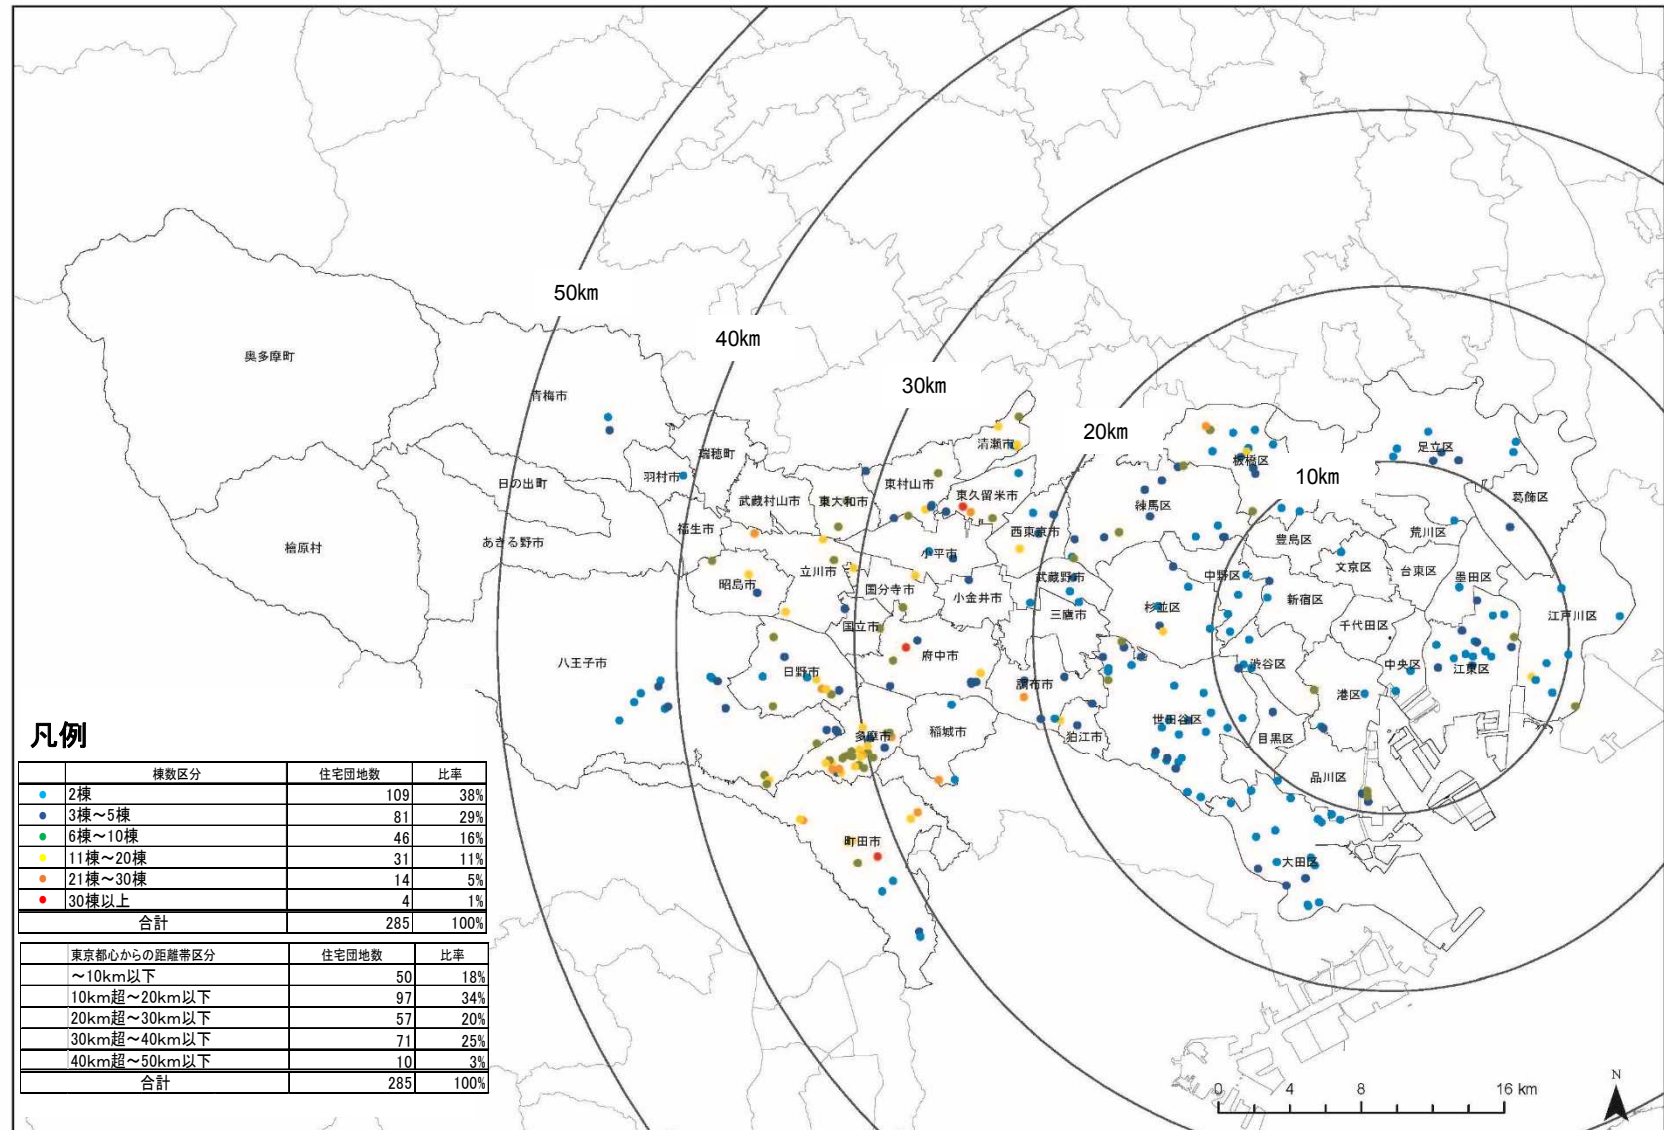 50km
40km
30km
20km
10km
奥多摩町
青梅市
瑞穂町
羽村市
日の出町
武蔵村山市
東大和市
東村山市
清瀬市
東久留米市
西東京市
練馬区
板橋区
足立区
葛飾区
檜原村
あきる野市
福生市
昭島市
立川市
小平市
国分寺市
小金井市
武蔵野市
三鷹市
杉並区
中野区
豊島区
文京区
荒川区
台東区
墨田区
新宿区
千代田区
江戸川区
八王子市
国立市
日野市
府中市
調布市
狛江市
世田谷区
渋谷区
港区
中央区
江東区
目黒区
品川区
多摩市
稲城市
町田市
大田区
凡例
棟数区分 住宅団地数 比率
2棟 109 38%
3棟～5棟 81 29%
6棟～10棟 46 16%
11棟～20棟 31 11%
21棟～30棟 14 5%
30棟以上 4 1%
合計 285 100%
東京都心からの距離帯区分 住宅団地数 比率
～10km以下 50 18%
10km超～20km以下 97 34%
20km超～30km以下 57 20%
30km超～40km以下 71 25%
40km超～50km以下 10 3%
合計 285 100%
0 4 8 16 km
N